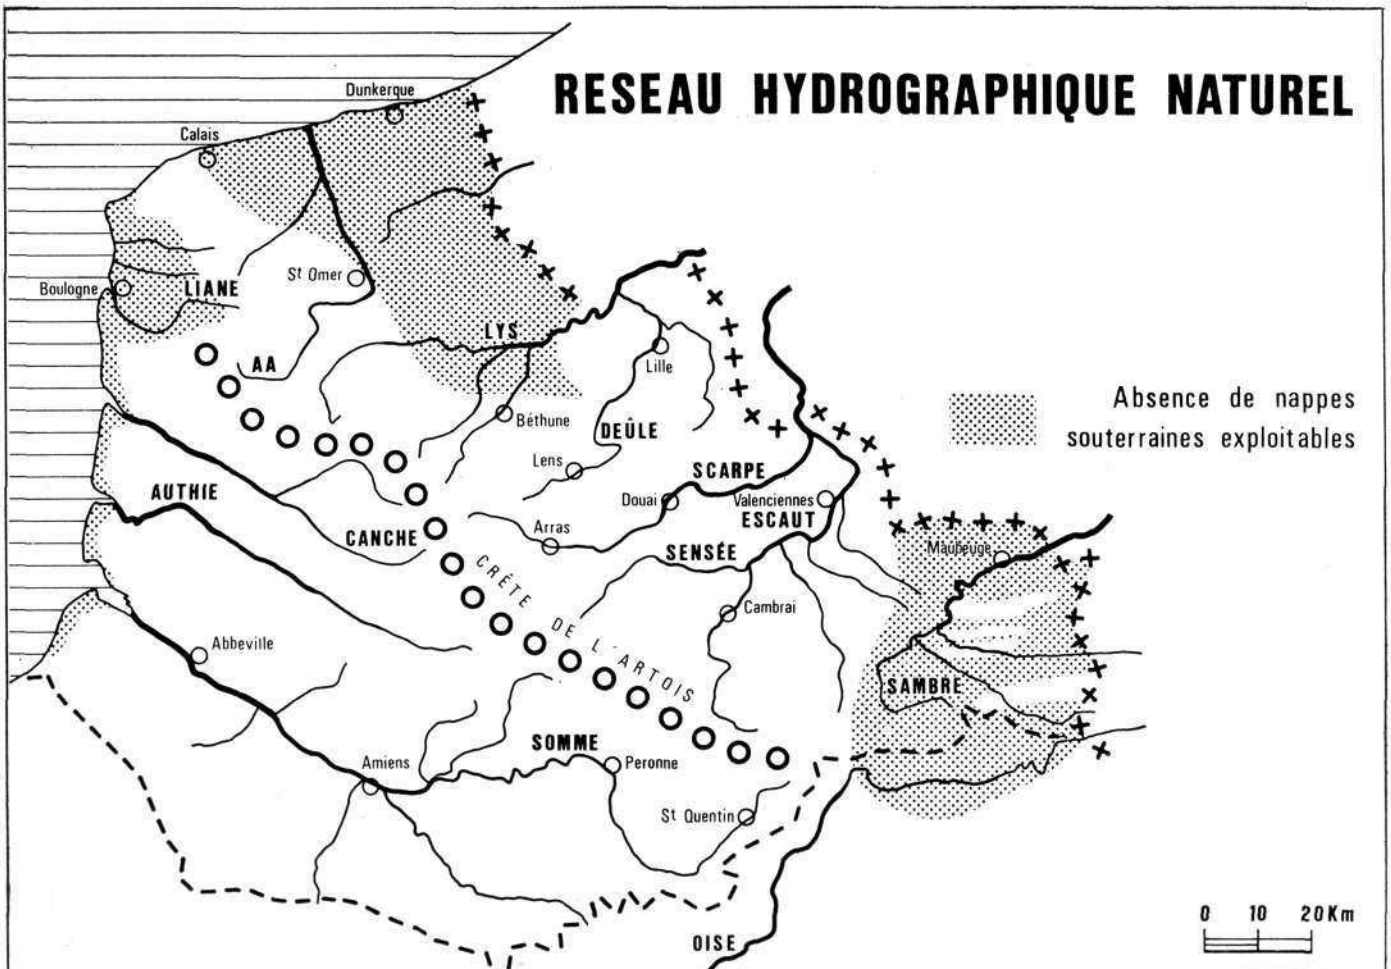 RESEAU HYDROGRAPHIQUE NATUREL
Dunkerque
Calais
St Omer
Boulogne
LIANE
LYS
AA
Lille
Béthune
DEÛLE
Absence de nappes
souterraines exploitables
Lens
SCARPE
AUTHIE
Douai
Valenciennes
ESCAUT
Arras
CANCHE
SENSÉE
Maubeuge
CRÊTE DE L'ARTOIS
Cambrai
Abbeville
SAMBRE
SOMME
Amiens
Peronne
St Quentin
OISE
0 10 20Km